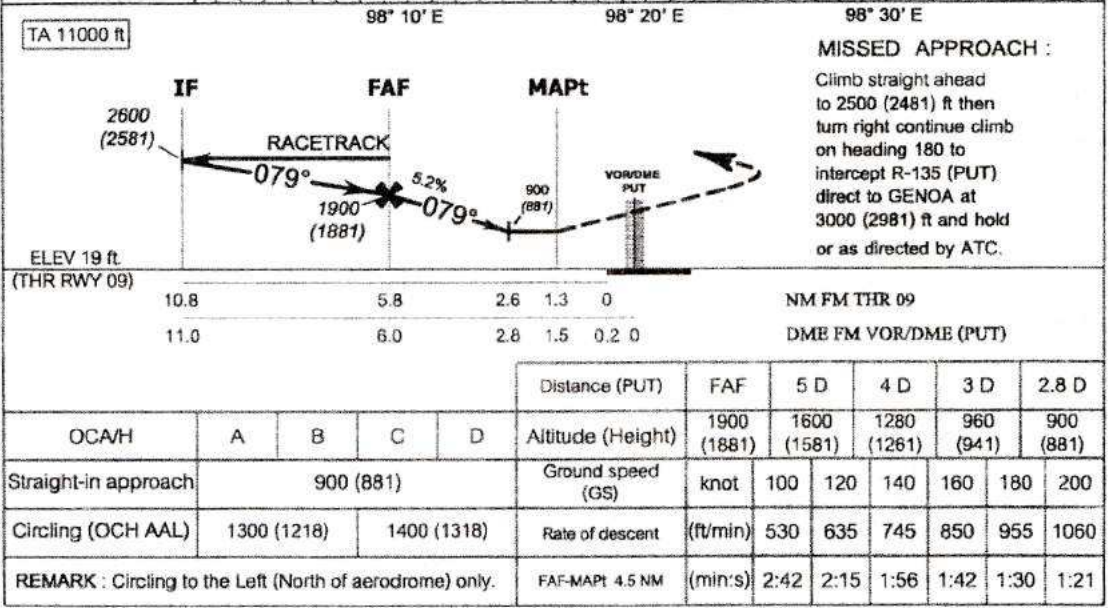 98° 10' E 98° 20' E 98° 30' E
TA 11000 ft
MISSED APPROACH :
Climb straight ahead
to 2500 (2481) ft then
turn right continue climb
on heading 180 to
intercept R-135 (PUT)
direct to GENOA at
3000 (2981) ft and hold
or as directed by ATC.
IF FAF MAPt
2600
(2581)
RACETRACK
079°
5.2%
079°
1900
(1881)
900
(881)
VOR/DME
PUT
ELEV 19 ft.
(THR RWY 09)
10.8 5.8 2.6 1.3 0 NM FM THR 09
11.0 6.0 2.8 1.5 0.2 0 DME FM VOR/DME (PUT)
Distance (PUT) FAF 5 D 4 D 3 D 2.8 D
OCA/H A B C D Altitude (Height) 1900 (1881) 1600 (1581) 1280 (1261) 960 (941) 900 (881)
Straight-in approach 900 (881) Ground speed (GS) knot 100 120 140 160 180 200
Circling (OCH AAL) 1300 (1218) 1400 (1318) Rate of descent (ft/min) 530 635 745 850 955 1060
REMARK : Circling to the Left (North of aerodrome) only. FAF-MAPt 4.5 NM (min:s) 2:42 2:15 1:56 1:42 1:30 1:21